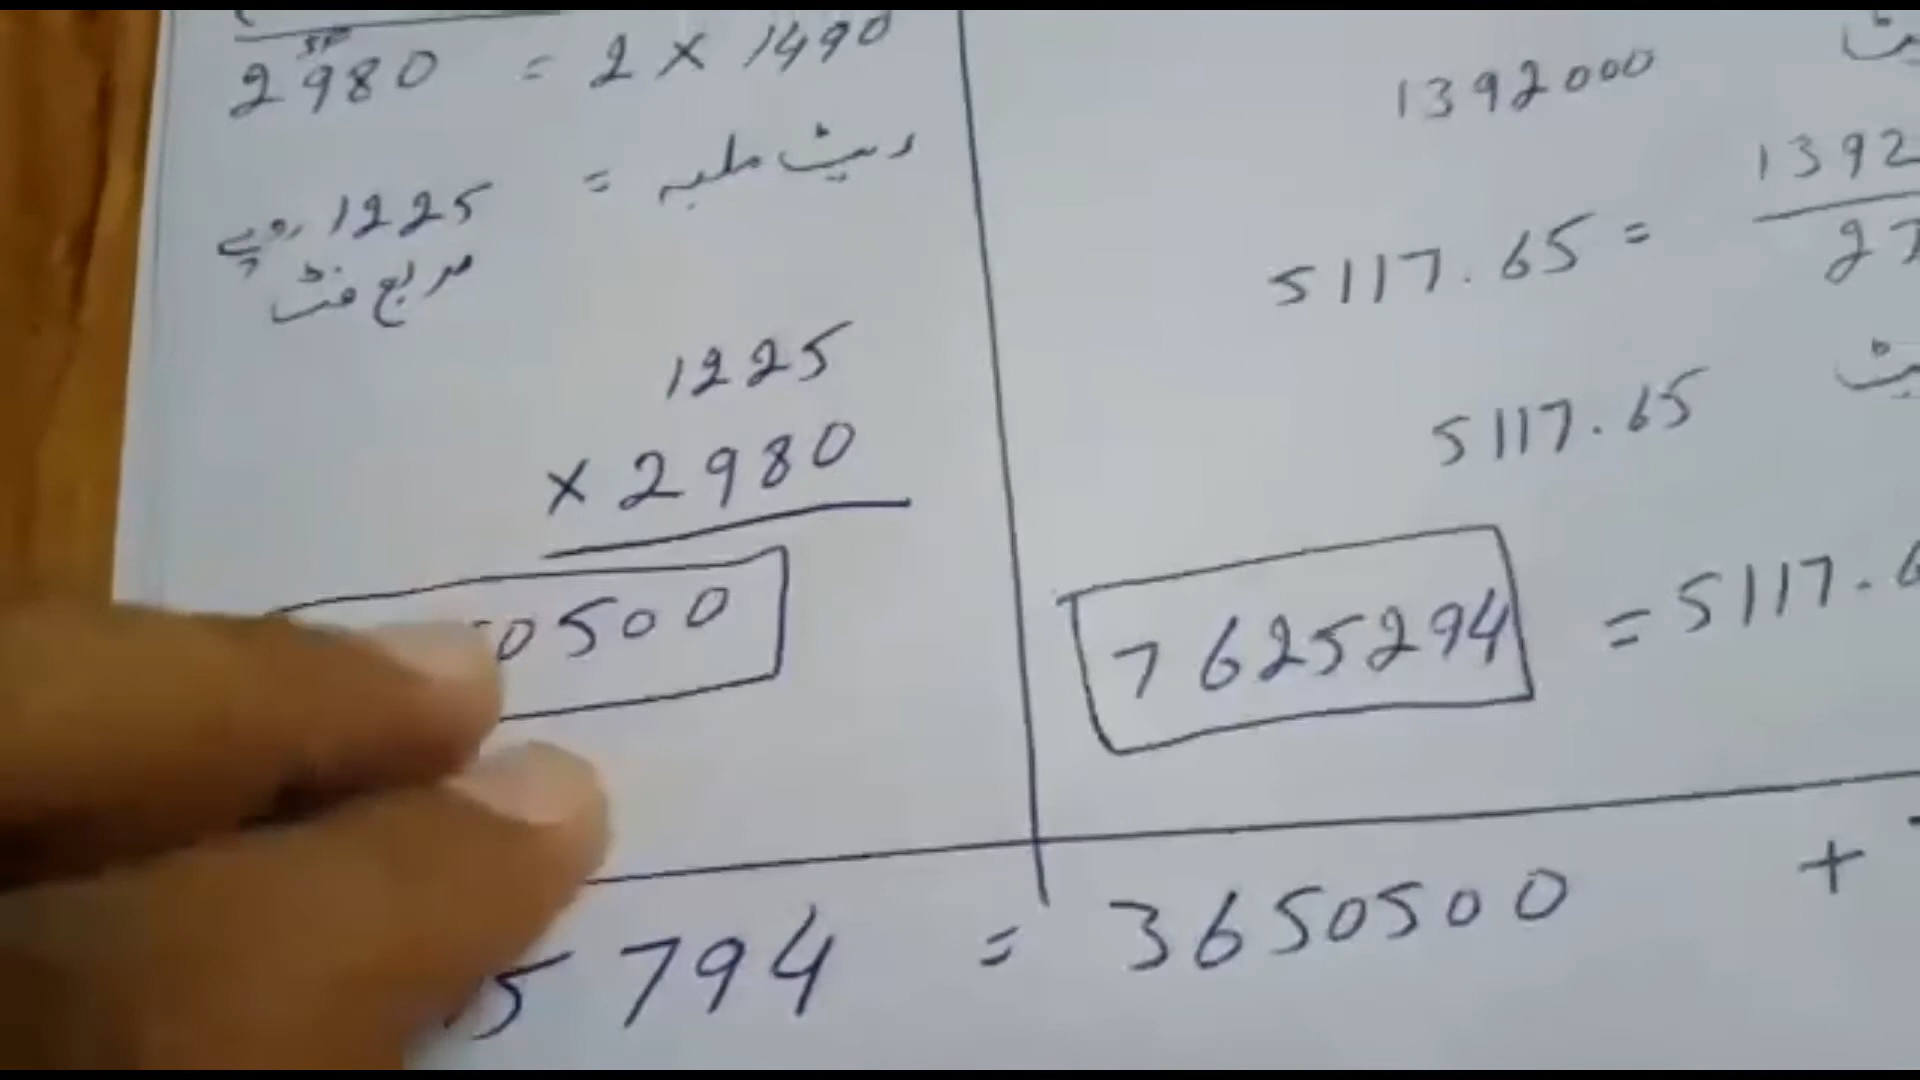 2980 SF = 2 × 1490
ریٹ ملبہ = 1225 روپے
مربع فٹ
1225
× 2980
0500
1392000
1392
5117.65 =
5117.65
7625294 = 5117.6
5794 = 3650500 +